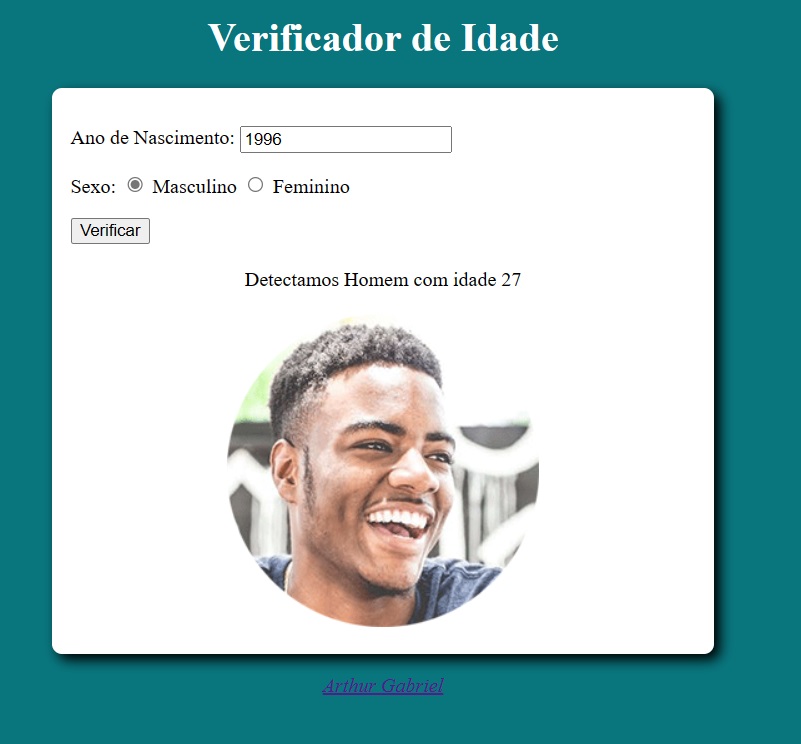 Verificador de Idade
Ano de Nascimento: 1996
Sexo: Masculino Feminino
Verificar
Detectamos Homem com idade 27
Arthur Gabriel